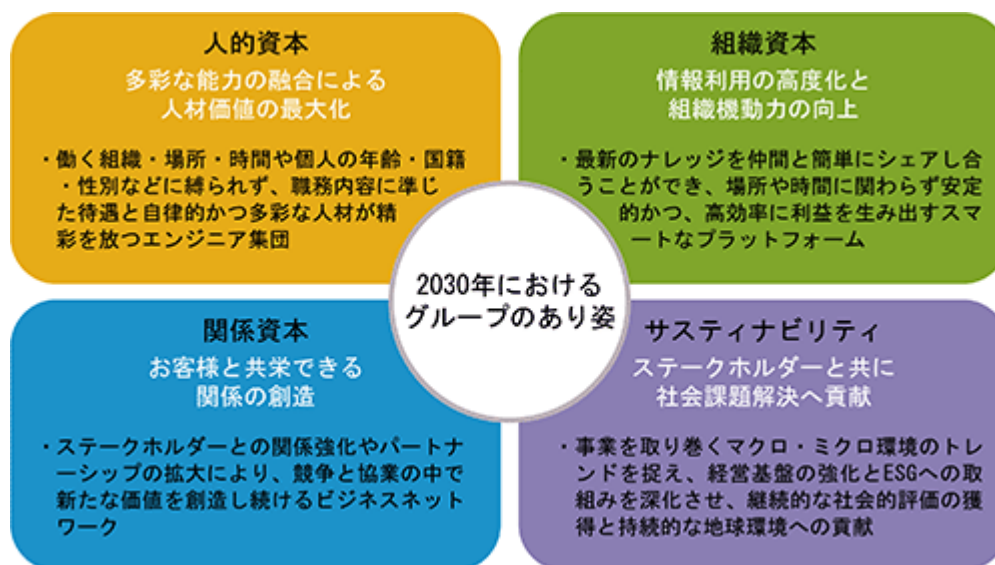 人的資本
多彩な能力の融合による
人材価値の最大化
・働く組織・場所・時間や個人の年齢・国籍
・性別などに縛られず、職務内容に準じ
た待遇と自律的かつ多彩な人材が精
彩を放つエンジニア集団
組織資本
情報利用の高度化と
組織機動力の向上
・最新のナレッジを仲間と簡単にシェアし合
うことができ、場所や時間に関わらず安定
的かつ、高効率に利益を生み出すスマ
ートなプラットフォーム
2030年における
グループのあり姿
関係資本
お客様と共栄できる
関係の創造
・ステークホルダーとの関係強化やパートナ
ーシップの拡大により、競争と協業の中で
新たな価値を創造し続けるビジネスネット
ワーク
サスティナビリティ
ステークホルダーと共に
社会課題解決へ貢献
・事業を取り巻くマクロ・ミクロ環境のトレ
ンドを捉え、経営基盤の強化とESGへの取
組みを深化させ、継続的な社会的評価の獲
得と持続的な地球環境への貢献